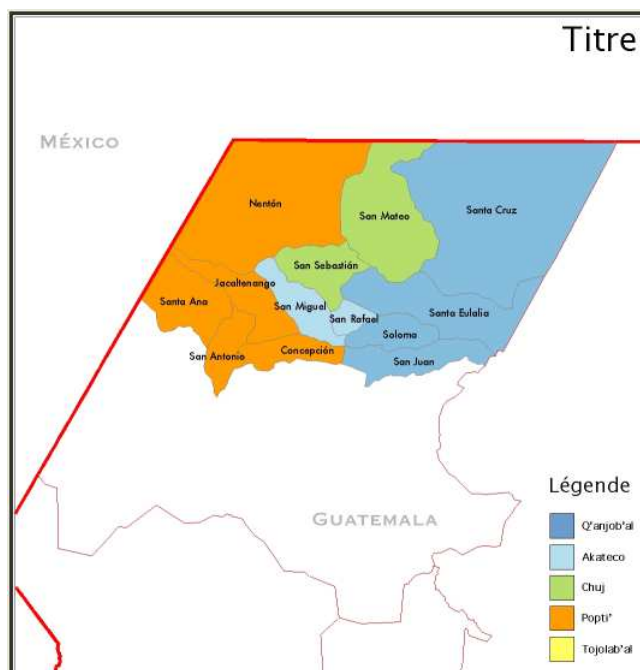 Titre
MÉXICO
Nentón
San Mateo
Santa Cruz
San Sebastián
Jacaltenango
Santa Ana
San Miguel
San Rafael
Santa Eulalia
Soloma
San Antonio
Concepción
San Juan
Légende
GUATEMALA
Q'anjob'al
Akateco
Chuj
Popti'
Tojolab'al